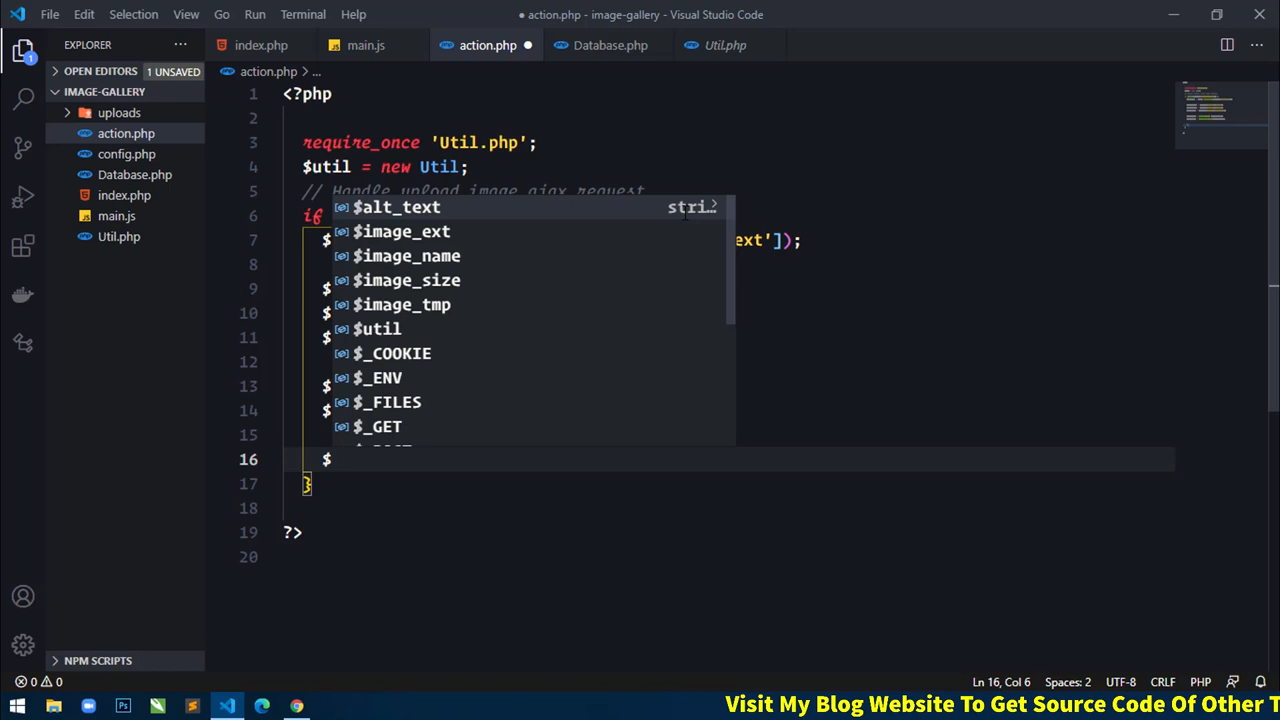 File Edit Selection View Go Run Terminal Help
● action.php - image-gallery - Visual Studio Code
EXPLORER
index.php
main.js
action.php
Database.php
Util.php
OPEN EDITORS 1 UNSAVED
IMAGE-GALLERY
uploads
action.php
config.php
Database.php
index.php
main.js
Util.php
NPM SCRIPTS
action.php > ...
1 <?php
2
3 require_once 'Util.php';
4 $util = new Util;
5 // Handle upload image ajax request
6 if
7 $ ext']);
8
9 $
10 $
11 $
12
13 $
14 $
15
16 $
17 }
18
19 ?>
20
$alt_text stri…
$image_ext
$image_name
$image_size
$image_tmp
$util
$_COOKIE
$_ENV
$_FILES
$_GET
0 0
Ln 16, Col 6 Spaces: 2 UTF-8 CRLF PHP
Visit My Blog Website To Get Source Code Of Other T